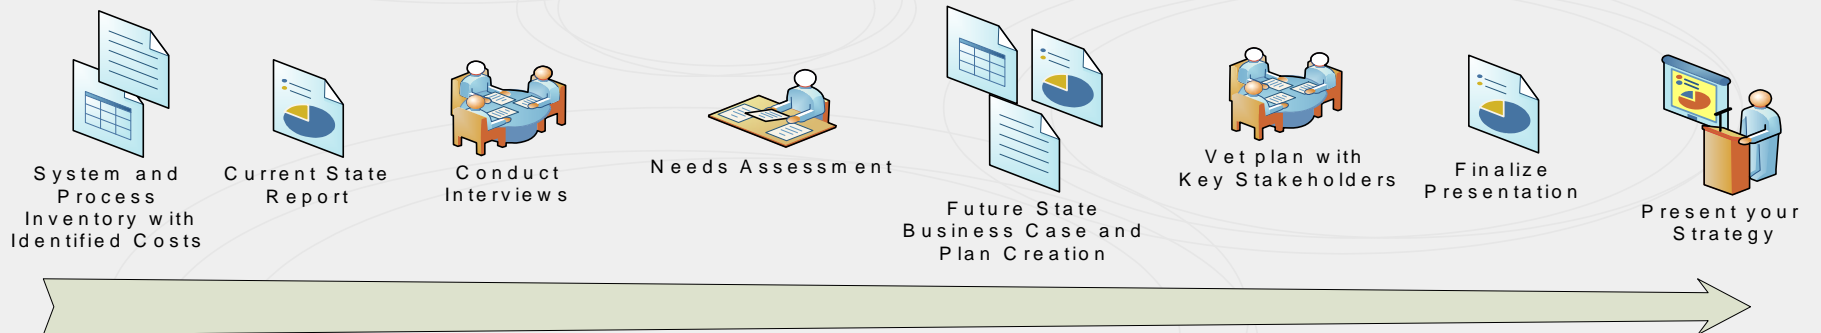 System and
Process
Inventory with
Identified Costs
Current State
Report
Conduct
Interviews
Needs Assessment
Future State
Business Case and
Plan Creation
Vet plan with
Key Stakeholders
Finalize
Presentation
Present your
Strategy